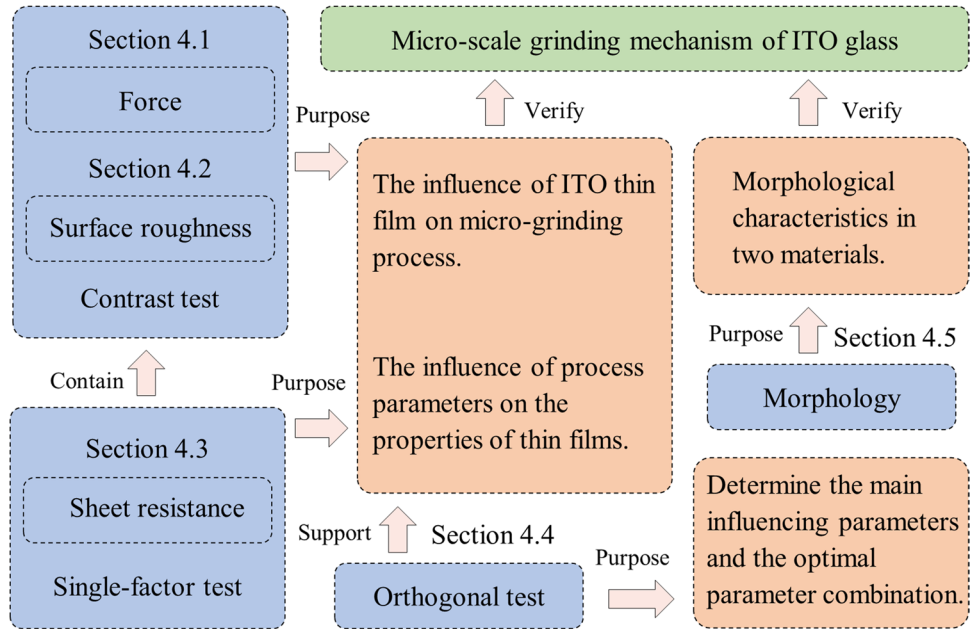 Section 4.1
Force
Section 4.2
Surface roughness
Contrast test
Contain
Section 4.3
Sheet resistance
Single-factor test
Micro-scale grinding mechanism of ITO glass
Purpose
Verify
Verify
The influence of ITO thin
film on micro-grinding
process.
The influence of process
parameters on the
properties of thin films.
Purpose
Morphological
characteristics in
two materials.
Purpose
Section 4.5
Morphology
Support
Section 4.4
Orthogonal test
Purpose
Determine the main
influencing parameters
and the optimal
parameter combination.